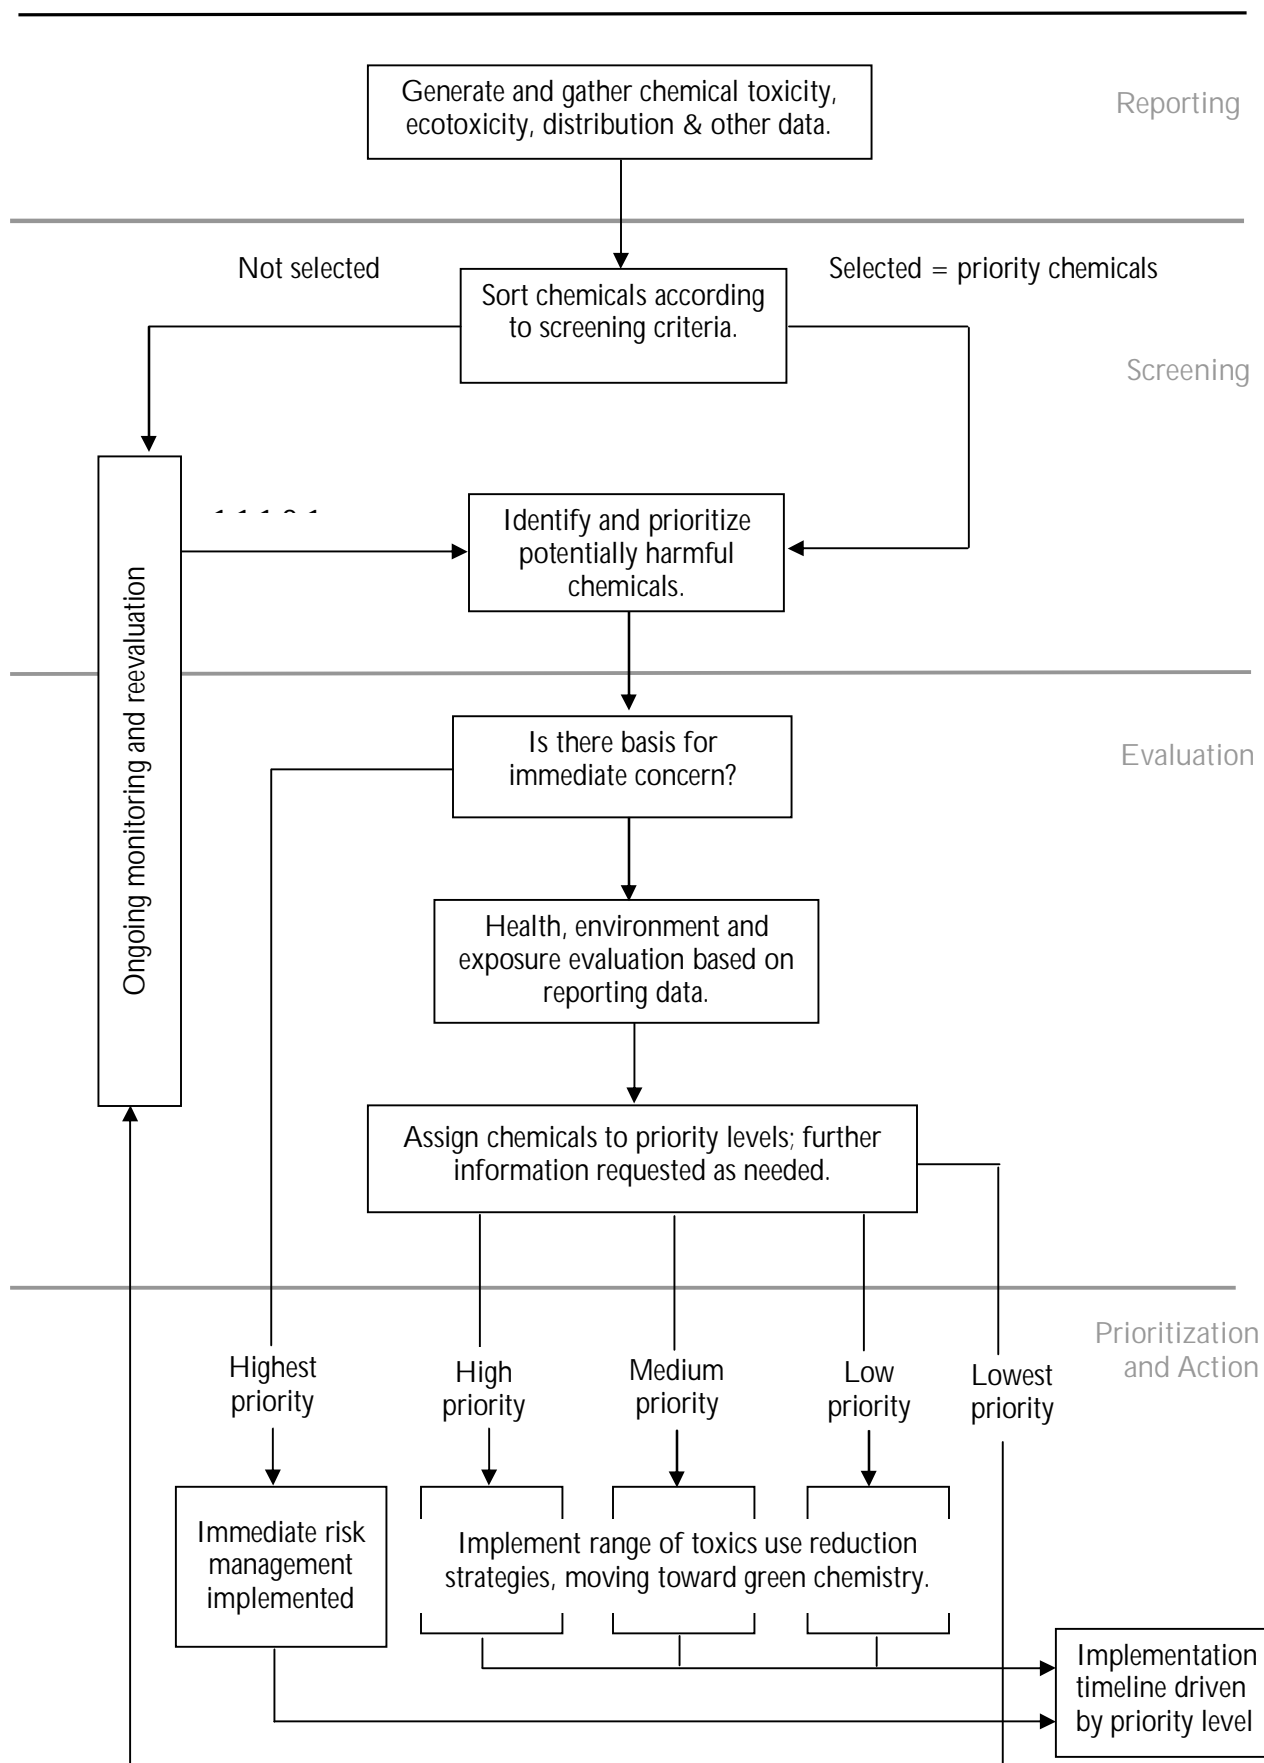 Generate and gather chemical toxicity,
ecotoxicity, distribution & other data.
Reporting
Not selected
Selected = priority chemicals
Sort chemicals according
to screening criteria.
Screening
Identify and prioritize
potentially harmful
chemicals.
Ongoing monitoring and reevaluation
Is there basis for
immediate concern?
Evaluation
Health, environment and
exposure evaluation based on
reporting data.
Assign chemicals to priority levels; further
information requested as needed.
Prioritization
and Action
Highest
priority
High
priority
Medium
priority
Low
priority
Lowest
priority
Immediate risk
management
implemented
Implement range of toxics use reduction
strategies, moving toward green chemistry.
Implementation
timeline driven
by priority level